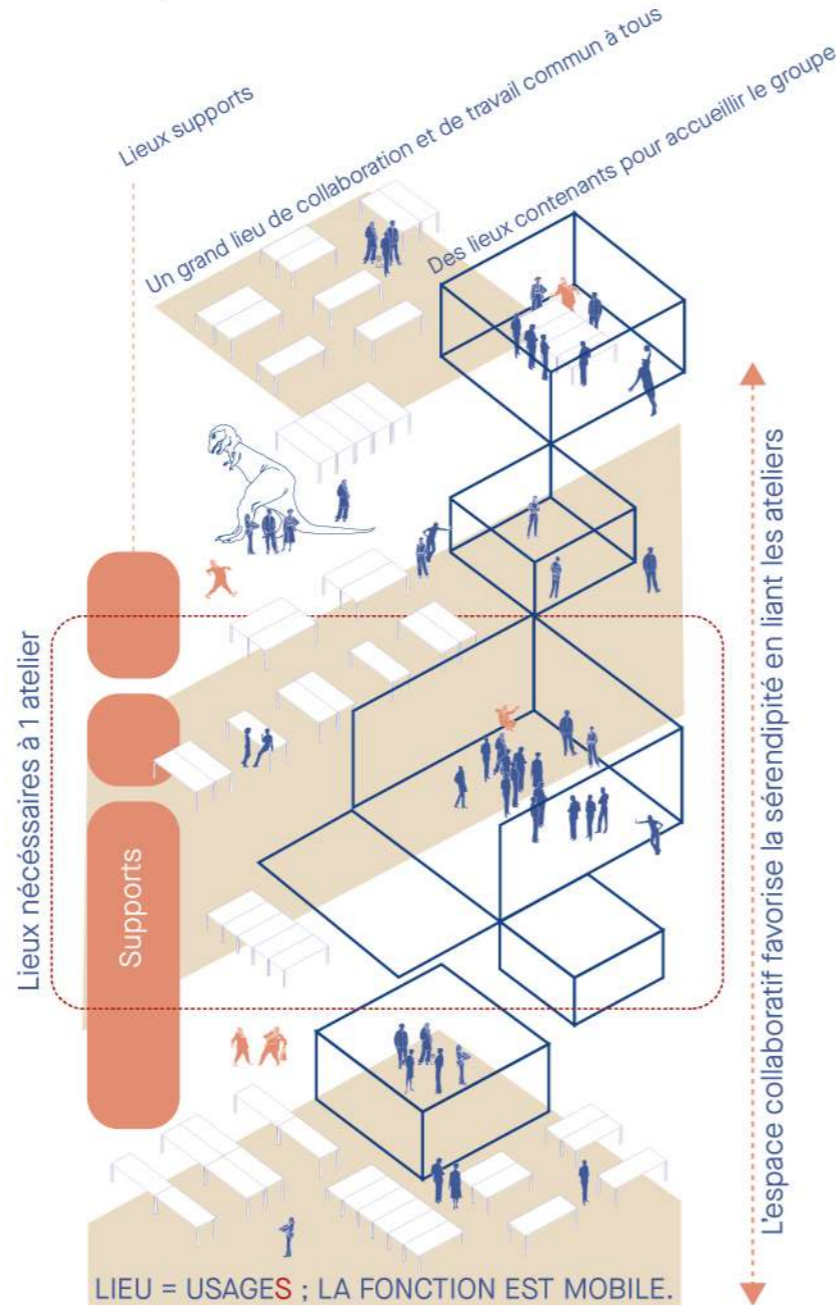 Lieux supports
Un grand lieu de collaboration et de travail commun à tous
Des lieux contenants pour accueillir le groupe
Lieux nécéssaires à 1 atelier
Supports
L'espace collaboratif favorise la sérendipité en liant les ateliers
LIEU = USAGES ; LA FONCTION EST MOBILE.